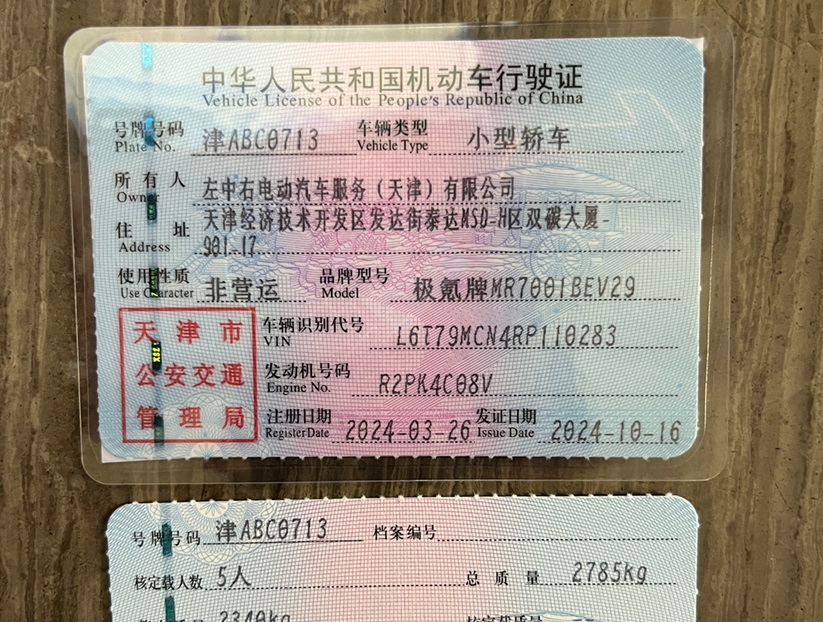 中华人民共和国机动车行驶证
Vehicle License of the People's Republic of China
号牌号码 津ABC0713 车辆类型 小型轿车
Plate No. Vehicle Type
所有人 左中右电动汽车服务（天津）有限公司
Owner
住址 天津经济技术开发区发达街泰达MSD-H区双碳大厦-
Address 901-17
使用性质 非营运 品牌型号 极氪牌MR7001BEV29
Use Character Model
天津市 车辆识别代号 L6T79MCN4RP110283
VIN
公安交通 发动机号码 R2PK4C08V
Engine No.
管理局 注册日期 2024-03-26 发证日期 2024-10-16
Register Date Issue Date
号牌号码 津ABC0713 档案编号
核定载人数 5人 总质量 2785kg
2340kg